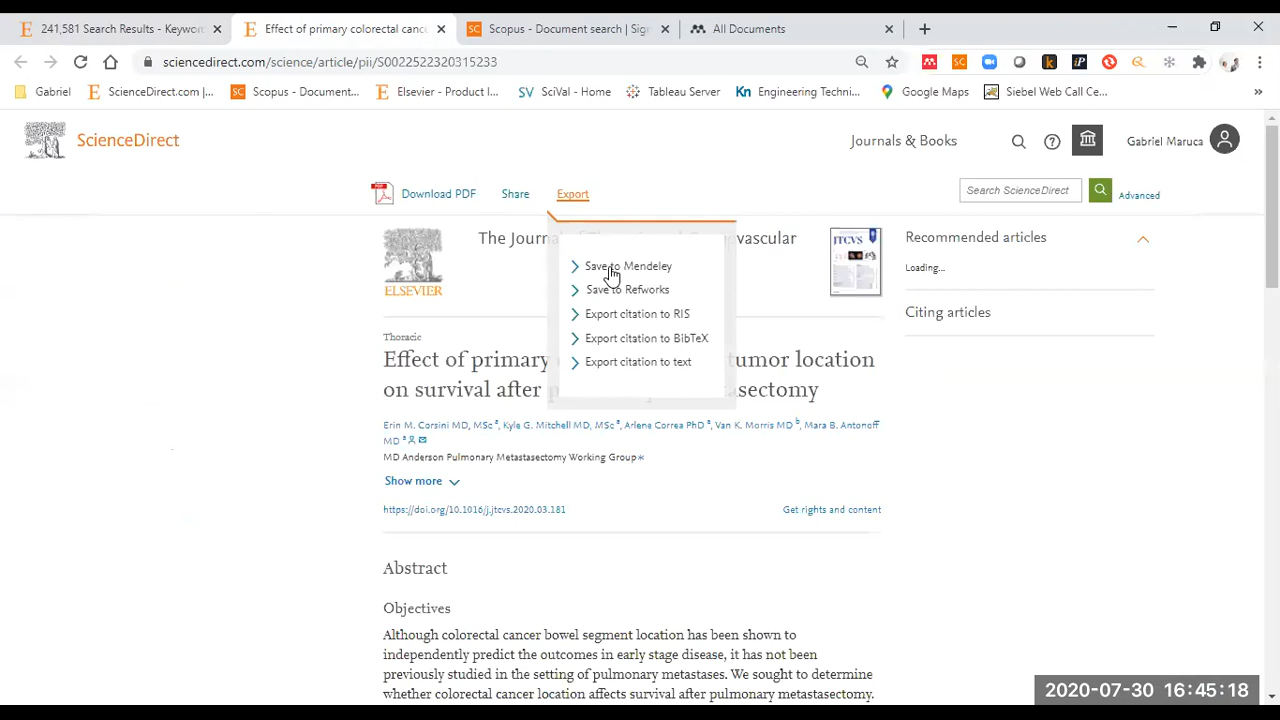 241,581 Search Results - Keywor
Effect of primary colorectal canc
Scopus - Document search | Sig
All Documents
sciencedirect.com/science/article/pii/S0022522320315233
Gabriel
ScienceDirect.com |...
Scopus - Document...
Elsevier - Product I...
SciVal - Home
Tableau Server
Engineering Techni...
Google Maps
Siebel Web Call Ce...
ScienceDirect
Journals & Books
Gabriel Maruca
Download PDF
Share
Export
Search ScienceDirect
Advanced
ELSEVIER
The Journal
vascular
JTCVS
Save to Mendeley
Save to Refworks
Export citation to RIS
Export citation to BibTeX
Export citation to text
Recommended articles
Loading...
Citing articles
Thoracic
Effect of primary tumor location
on survival after p asectomy
Erin M. Corsini MD, MSc a, Kyle G. Mitchell MD, MSc a, Arlene Correa PhD a, Van K. Morris MD b, Mara B. Antonoff
MD a
MD Anderson Pulmonary Metastasectomy Working Group∗
Show more
https://doi.org/10.1016/j.jtcvs.2020.03.181
Get rights and content
Abstract
Objectives
Although colorectal cancer bowel segment location has been shown to
independently predict the outcomes in early stage disease, it has not been
previously studied in the setting of pulmonary metastases. We sought to determine
whether colorectal cancer location affects survival after pulmonary metastasectomy.
2020-07-30 16:45:18